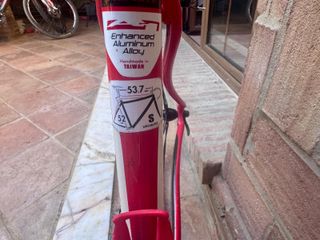 Enhanced
Aluminum
Alloy
Handmade in
TAIWAN
53.7
52
S